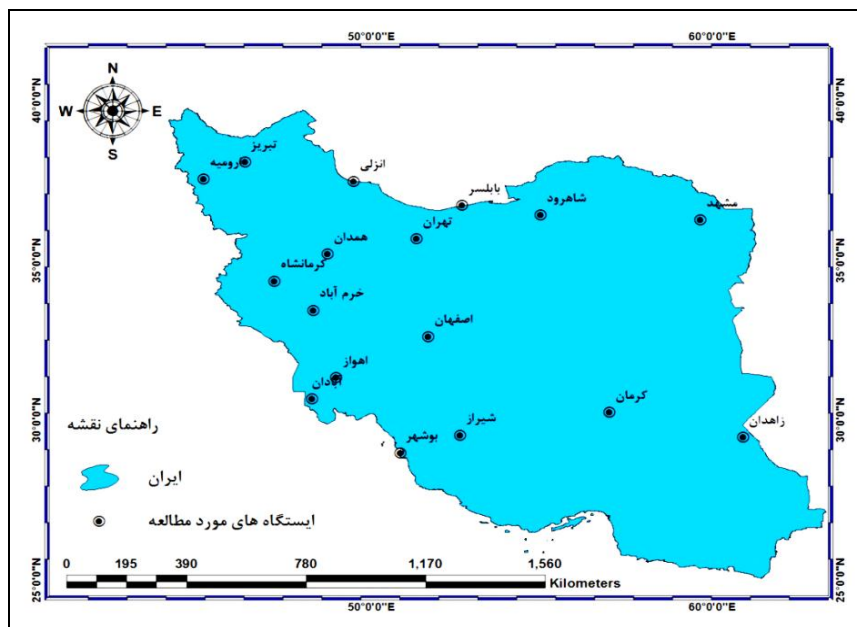 50°0'0"E
60°0'0"E
N
W
E
S
40°0'0"N
40°0'0"N
تبریز
رومیه
انزلی
بابلسر
شاهرود
مشهد
تهران
همدان
35°0'0"N
35°0'0"N
کرمانشاه
خرم آباد
اصفهان
اهواز
آبادان
کرمان
30°0'0"N
30°0'0"N
شیراز
زاهدان
بوشهر
راهنمای نقشه
ایران
ایستگاه های مورد مطالعه
0 195 390 780 1,170 1,560
Kilometers
25°0'0"N
25°0'0"N
50°0'0"E
60°0'0"E